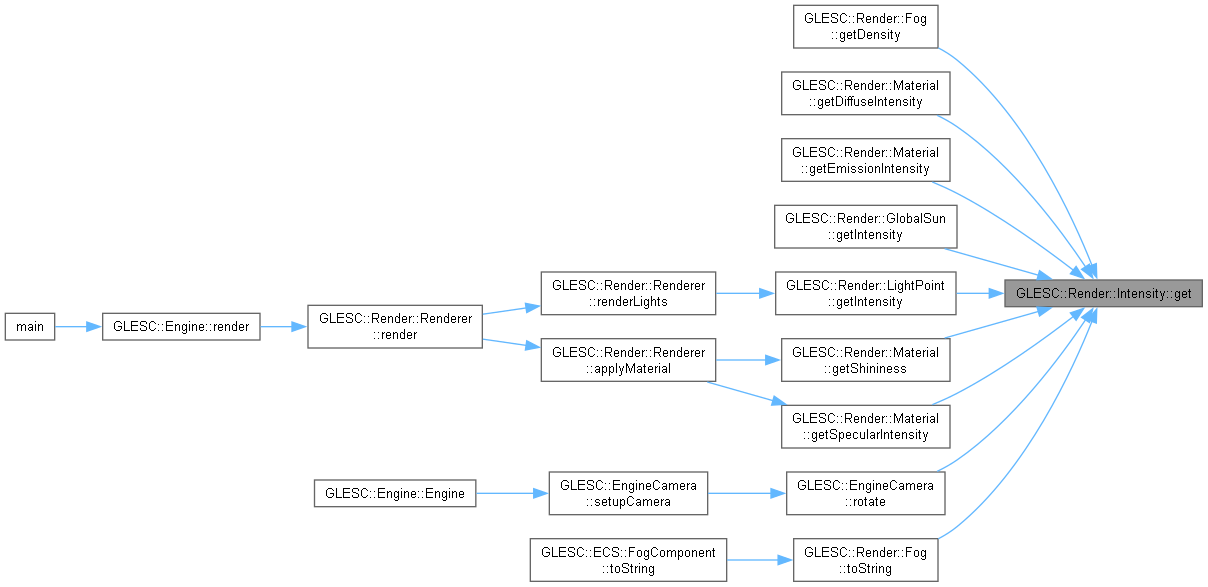 GLESC::Render::Fog
::getDensity
GLESC::Render::Material
::getDiffuseIntensity
GLESC::Render::Material
::getEmissionIntensity
GLESC::Render::GlobalSun
::getIntensity
GLESC::Render::Renderer
::renderLights
GLESC::Render::LightPoint
::getIntensity
GLESC::Render::Intensity::get
main
GLESC::Engine::render
GLESC::Render::Renderer
::render
GLESC::Render::Renderer
::applyMaterial
GLESC::Render::Material
::getShininess
GLESC::Render::Material
::getSpecularIntensity
GLESC::Engine::Engine
GLESC::EngineCamera
::setupCamera
GLESC::EngineCamera
::rotate
GLESC::ECS::FogComponent
::toString
GLESC::Render::Fog
::toString